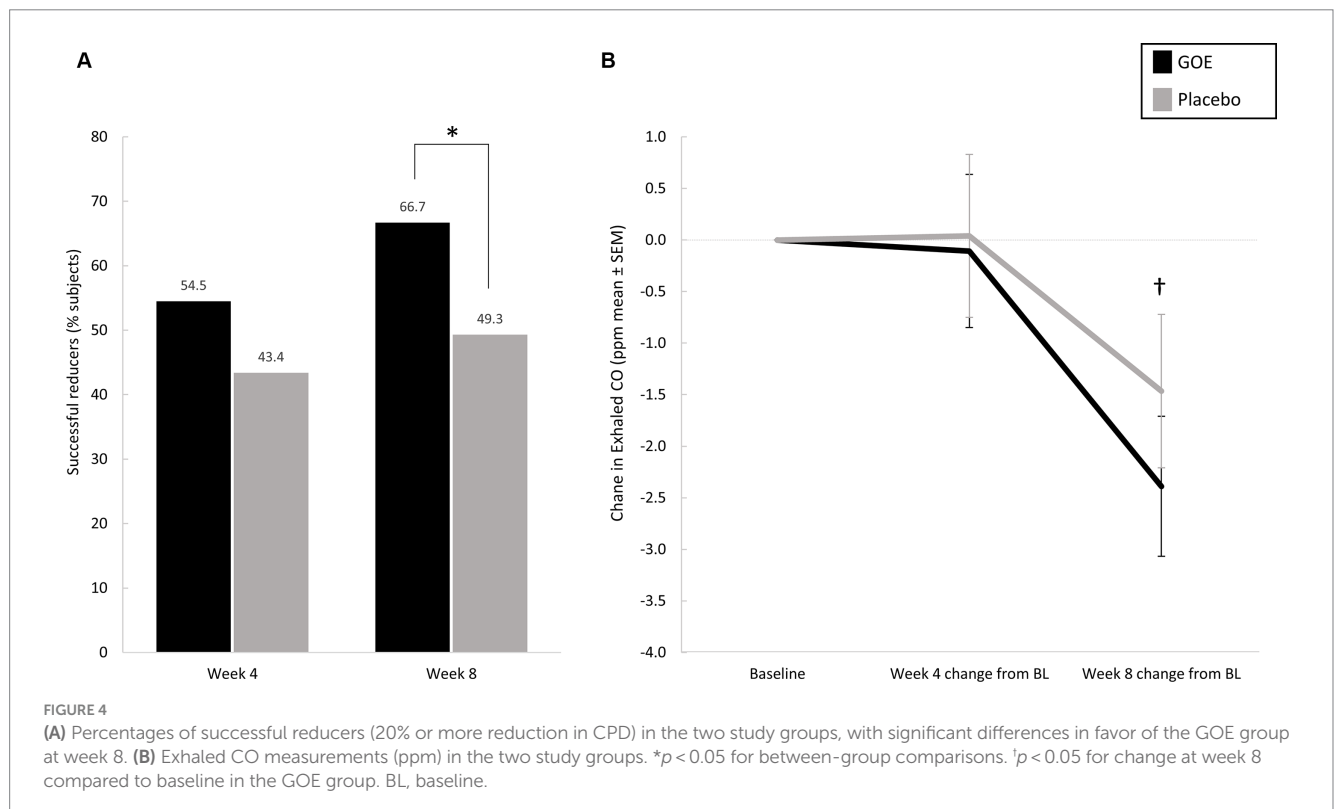 A
B
GOE
Placebo
Successful reducers (% subjects)
80
70
60
50
40
30
20
10
0
54.5
43.4
*
66.7
49.3
Week 4
Week 8
Chane in Exhaled CO (ppm mean ± SEM)
1.0
0.5
0.0
-0.5
-1.0
-1.5
-2.0
-2.5
-3.0
-3.5
-4.0
†
Baseline
Week 4 change from BL
Week 8 change from BL
FIGURE 4
(A) Percentages of successful reducers (20% or more reduction in CPD) in the two study groups, with significant differences in favor of the GOE group
at week 8. (B) Exhaled CO measurements (ppm) in the two study groups. *p < 0.05 for between-group comparisons. †p < 0.05 for change at week 8
compared to baseline in the GOE group. BL, baseline.